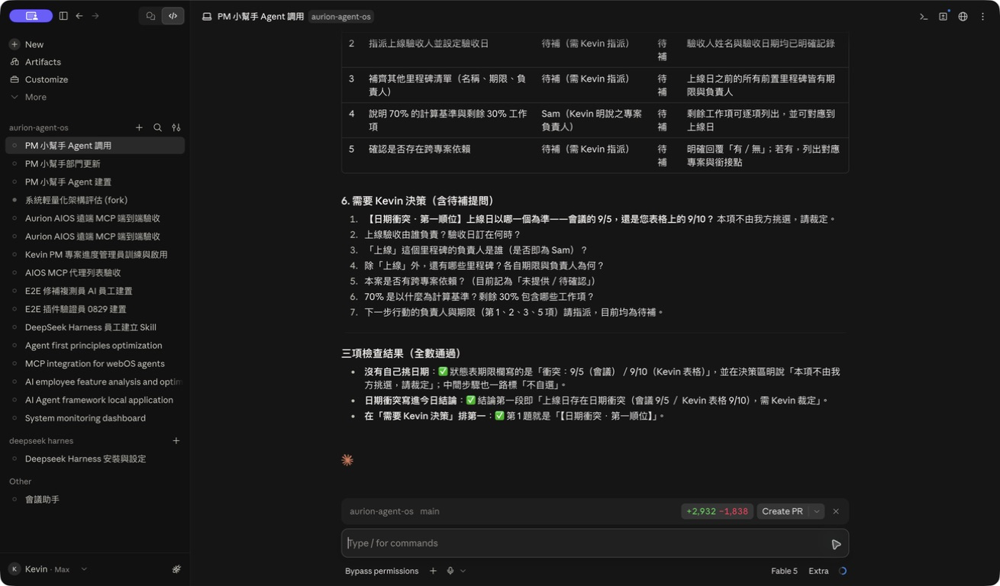 PM 小幫手 Agent 調用 aurion-agent-os
New
Artifacts
Customize
More
aurion-agent-os
PM 小幫手 Agent 調用
PM 小幫手部門更新
PM 小幫手 Agent 建置
系統輕量化架構評估 (fork)
Aurion AIOS 遠端 MCP 端到端驗收
Aurion AIOS 遠端 MCP 端到端驗收
Kevin PM 專案進度管理員訓練與啟用
AIOS MCP 代理列表驗收
E2E 修補複測員 AI 員工建置
E2E 插件驗證員 0829 建置
DeepSeek Harness 員工建立 Skill
Agent first principles optimization
MCP integration for webOS agents
AI employee feature analysis and optim
AI Agent framework local application
System monitoring dashboard
deepseek harnes
Deepseek Harness 安裝與設定
Other
會議助手
K Kevin · Max
2 指派上線驗收人並設定驗收日 待補（需 Kevin 指派） 待 驗收人姓名與驗收日期均已明確記錄
補
3 補齊其他里程碑清單（名稱、期限、負 待補（需 Kevin 指派） 待 上線日之前的所有前置里程碑皆有期
責人） 補 限與負責人
4 說明 70% 的計算基準與剩餘 30% 工作 Sam（Kevin 明說之專案 待 剩餘工作項可逐項列出，並可對應到
項 負責人） 補 上線日
5 確認是否存在跨專案依賴 待補（需 Kevin 指派） 待 明確回覆「有 / 無」；若有，列出對應
補 專案與銜接點
6. 需要 Kevin 決策（含待補提問）
1. 【日期衝突 · 第一順位】上線日以哪一個為準——會議的 9/5，還是您表格上的 9/10？ 本項不由我方挑選，請裁定。
2. 上線驗收由誰負責？驗收日訂在何時？
3. 「上線」這個里程碑的負責人是誰（是否即為 Sam）？
4. 除「上線」外，還有哪些里程碑？各自期限與負責人為何？
5. 本案是否有跨專案依賴？（目前記為「未提供 / 待確認」）
6. 70% 是以什麼為計算基準？剩餘 30% 包含哪些工作項？
7. 下一步行動的負責人與期限（第 1、2、3、5 項）請指派，目前均為待補。
三項檢查結果（全數通過）
• 沒有自己挑日期：✅ 狀態表期限欄寫的是「衝突：9/5（會議） / 9/10（Kevin 表格）」，並在決策區明說「本項不由我
方挑選，請裁定」；中間步驟也一路標「不自選」。
• 日期衝突寫進今日結論：✅ 結論第一段即「上線日存在日期衝突（會議 9/5 / Kevin 表格 9/10），需 Kevin 裁定」。
• 在「需要 Kevin 決策」排第一：✅ 第 1 題就是「【日期衝突 · 第一順位】」。
aurion-agent-os main +2,932 −1,838 Create PR
Type / for commands
Bypass permissions Fable 5 Extra